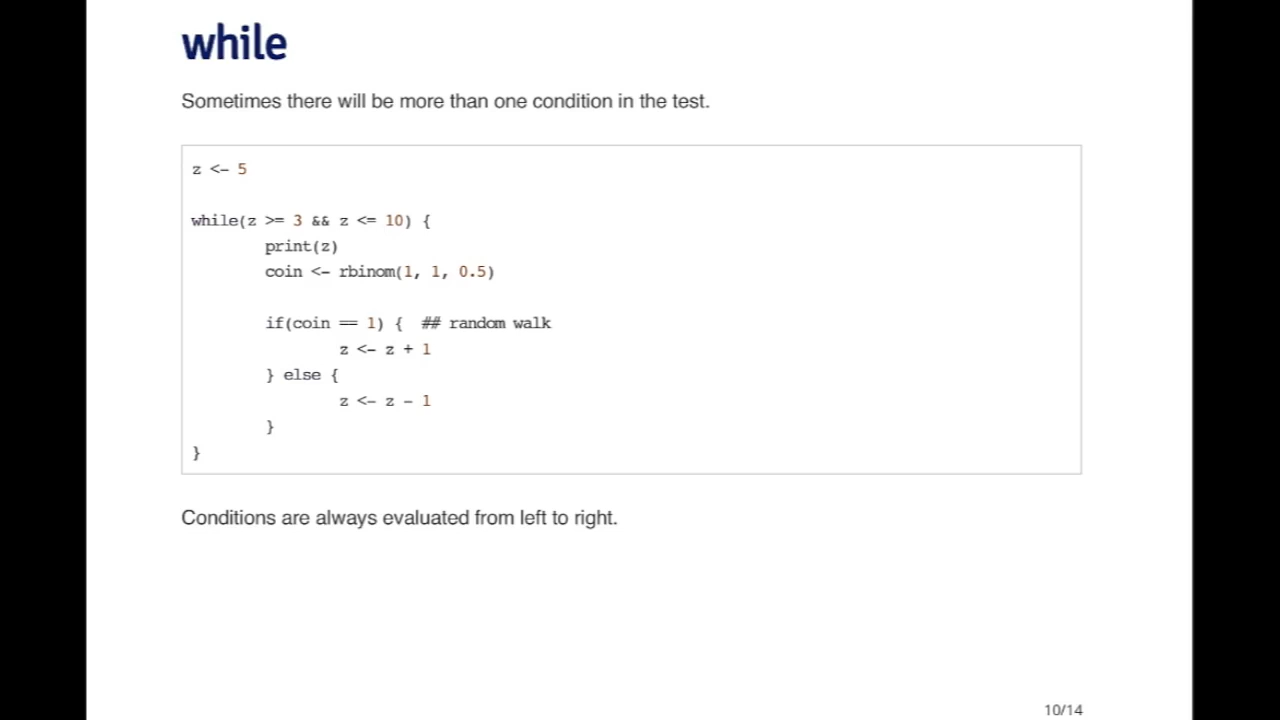 while
Sometimes there will be more than one condition in the test.
z <- 5
while(z >= 3 && z <= 10) {
print(z)
coin <- rbinom(1, 1, 0.5)
if(coin == 1) {  ## random walk
z <- z + 1
} else {
z <- z - 1
}
}
Conditions are always evaluated from left to right.
10/14